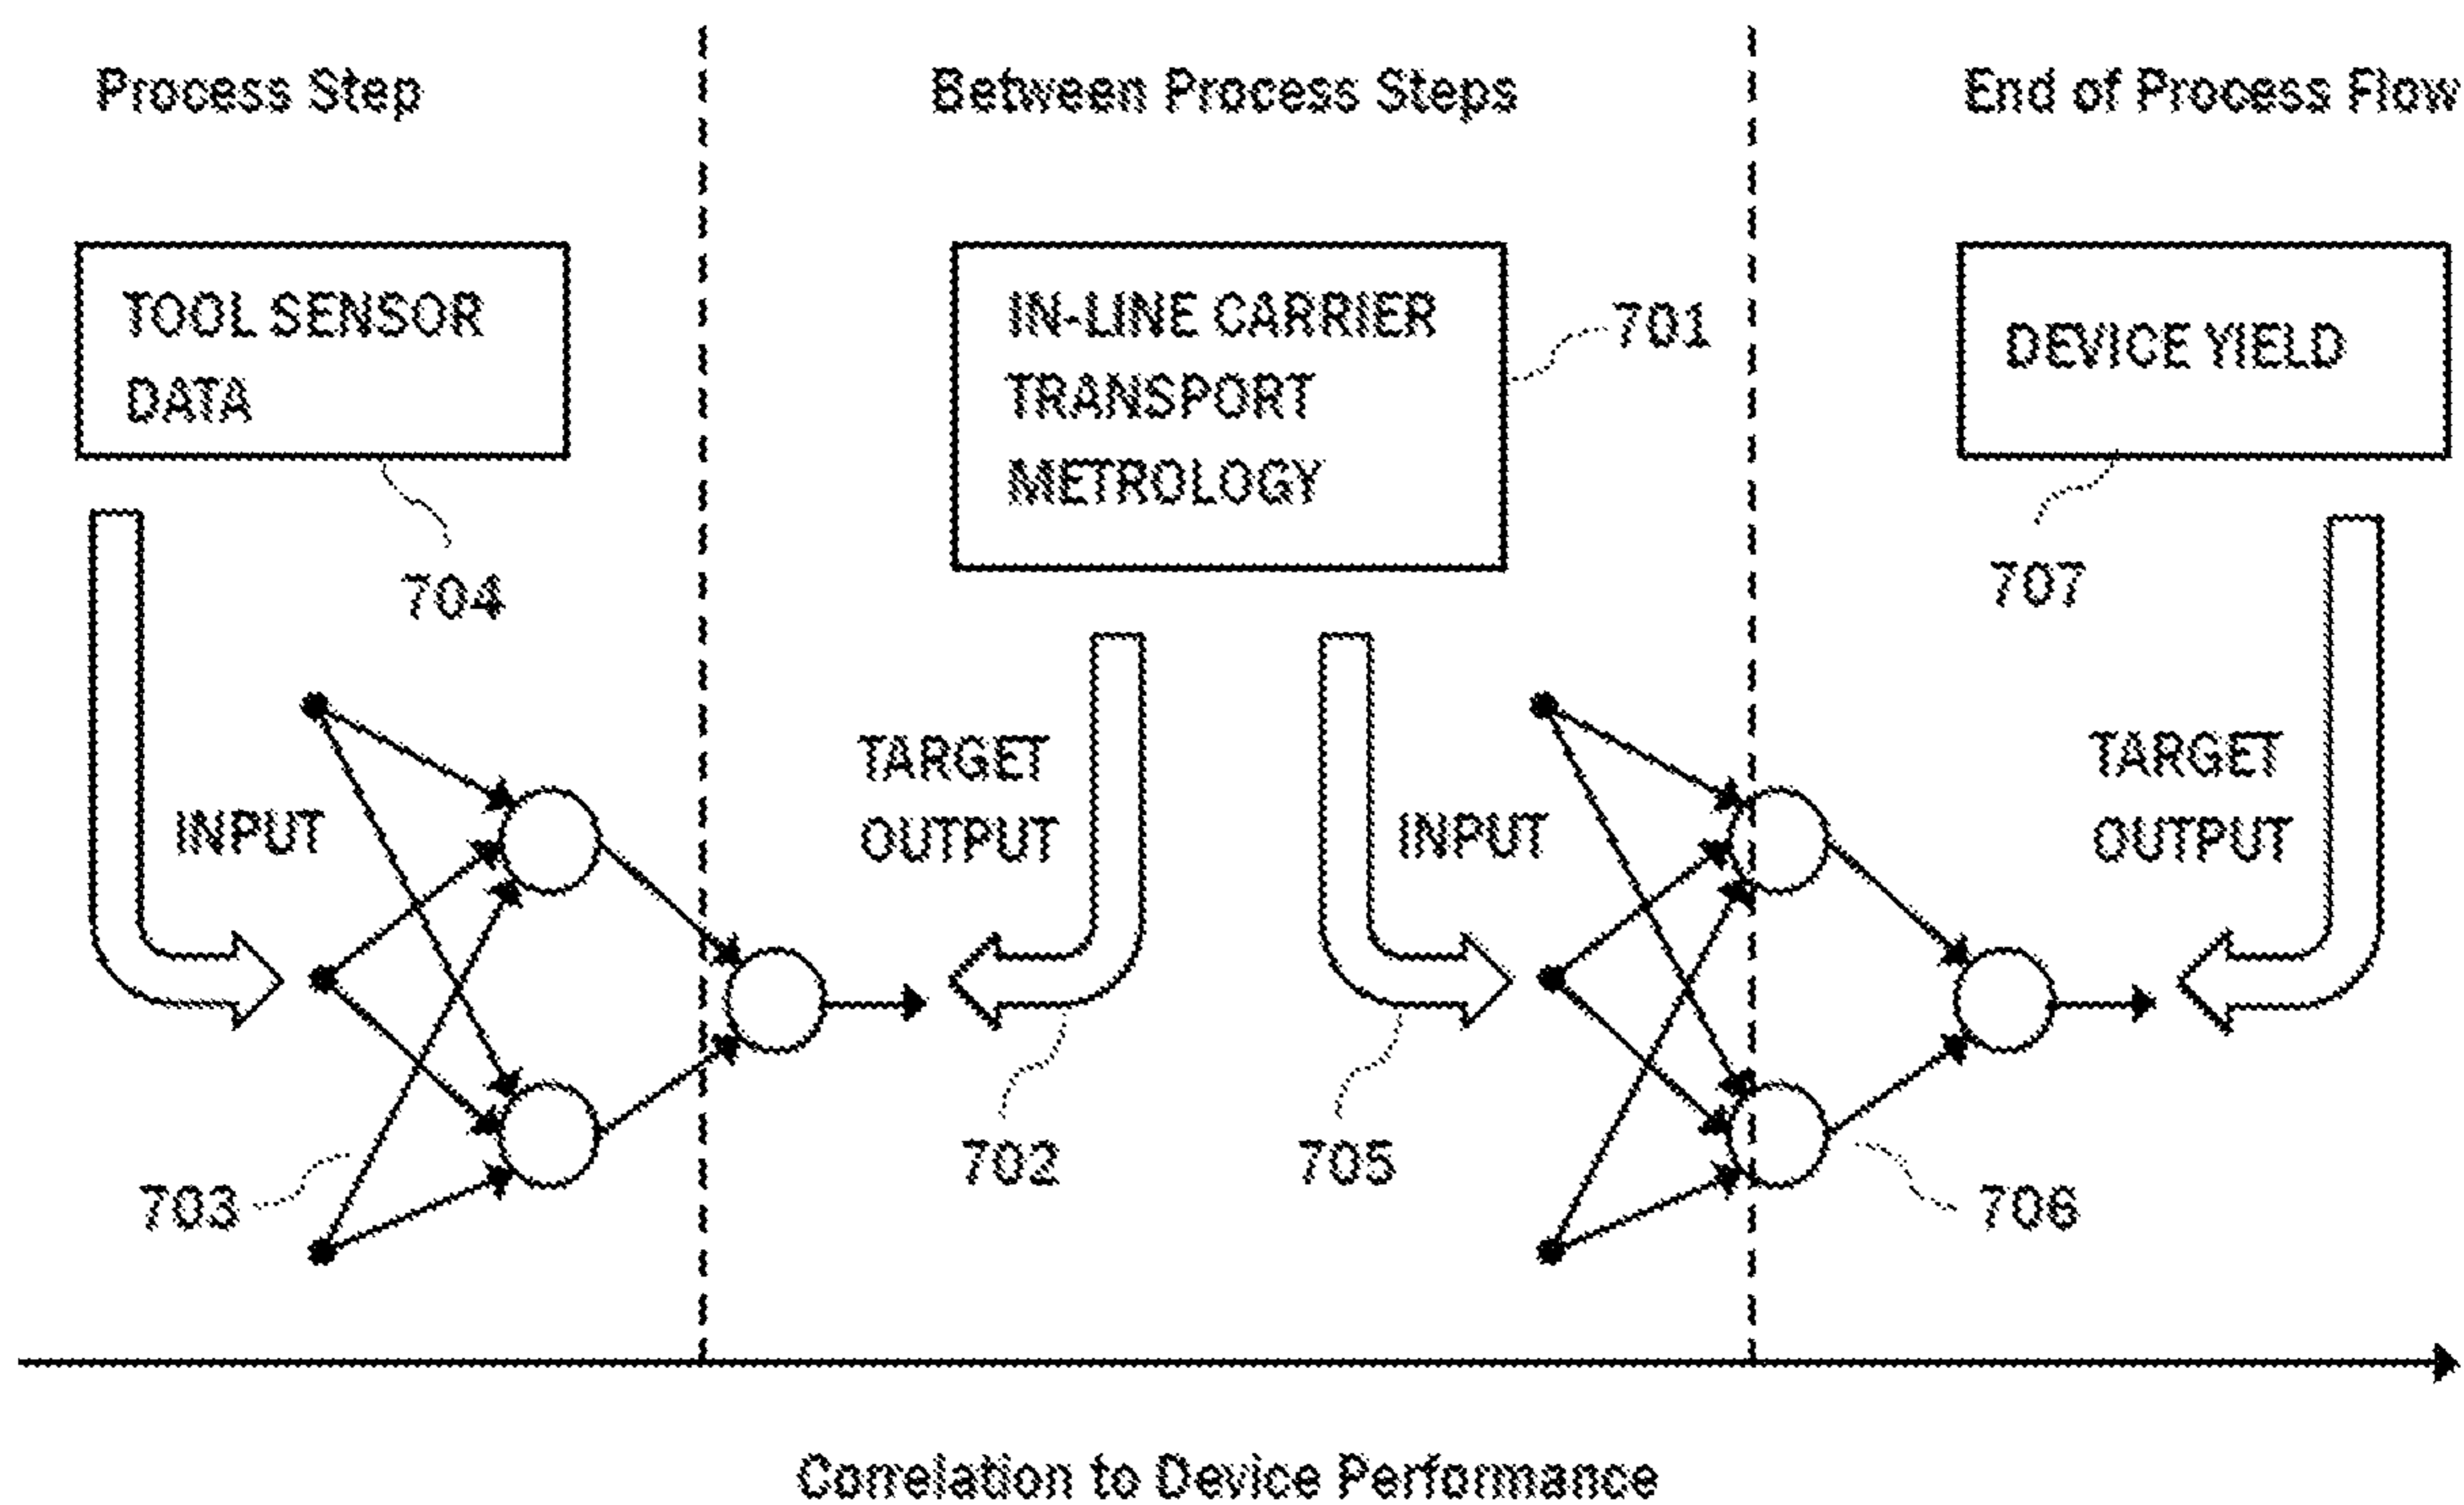 Process Step
Between Process Steps
End of Process Flow
TOOL SENSOR
DATA
IN-LINE CARRIER
TRANSPORT
METROLOGY
701
DEVICE YIELD
704
707
INPUT
TARGET
OUTPUT
INPUT
TARGET
OUTPUT
703
702
705
706
Correlation to Device Performance